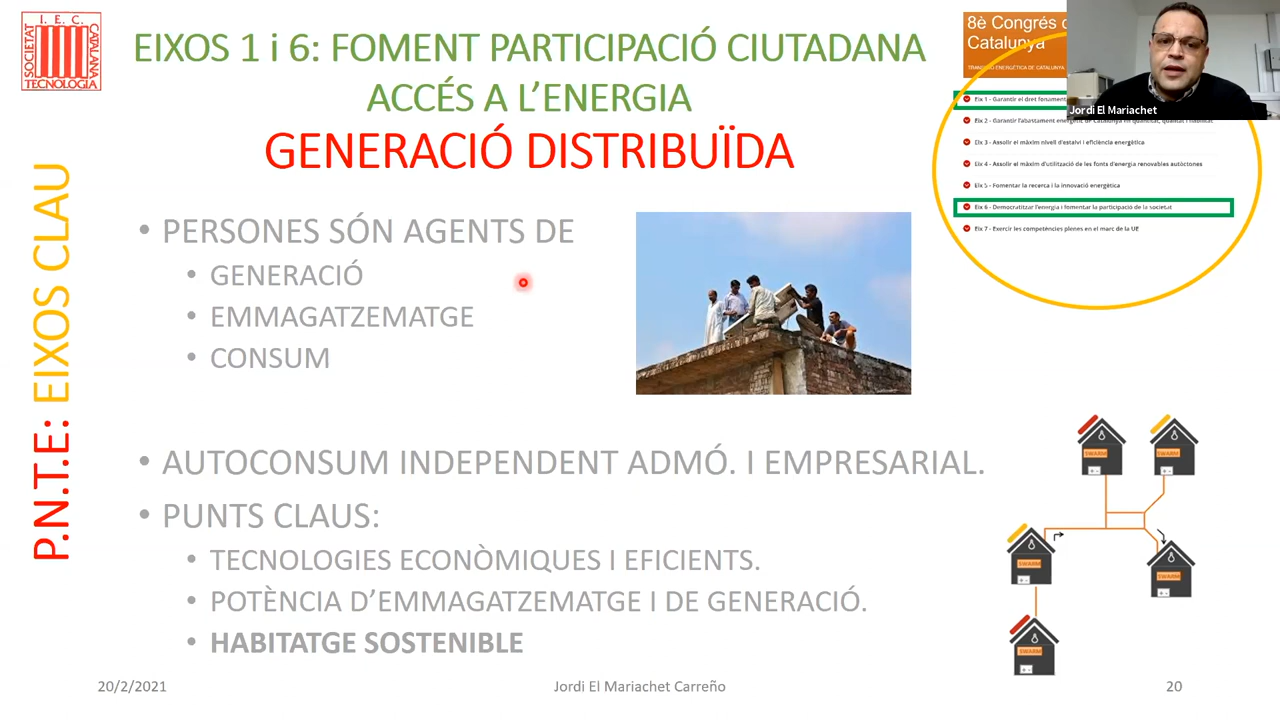 I. E. C.
SOCIETAT
CATALANA
TECNOLOGIA
EIXOS 1 i 6: FOMENT PARTICIPACIÓ CIUTADANA
ACCÉS A L’ENERGIA
GENERACIÓ DISTRIBUÏDA
8è Congrés
Catalunya
Jordi El Mariachet
Eix 1 - Garantir el dret
Eix 2 - Garantir l'abastament energètic de Catalunya en quantitat, qualitat i
Eix 3 - Assolir el màxim nivell d'estalvi i eficiència energètica
Eix 4 - Assolir el màxim d'utilització de les fonts d'energia renovables autòctones
Eix 5 - Fomentar la recerca i la innovació energètica
Eix 6 - Democratitzar l'energia i fomentar la participació de la societat
Eix 7 - Exercir les competències plenes en el marc de la UE
P.N.T.E: EIXOS CLAU
• PERSONES SÓN AGENTS DE
• GENERACIÓ
• EMMAGATZEMATGE
• CONSUM
• AUTOCONSUM INDEPENDENT ADMÓ. I EMPRESARIAL.
• PUNTS CLAUS:
• TECNOLOGIES ECONÒMIQUES I EFICIENTS.
• POTÈNCIA D’EMMAGATZEMATGE I DE GENERACIÓ.
• HABITATGE SOSTENIBLE
SWARM
SWARM
SWARM
SWARM
SWARM
20/2/2021
Jordi El Mariachet Carreño
20